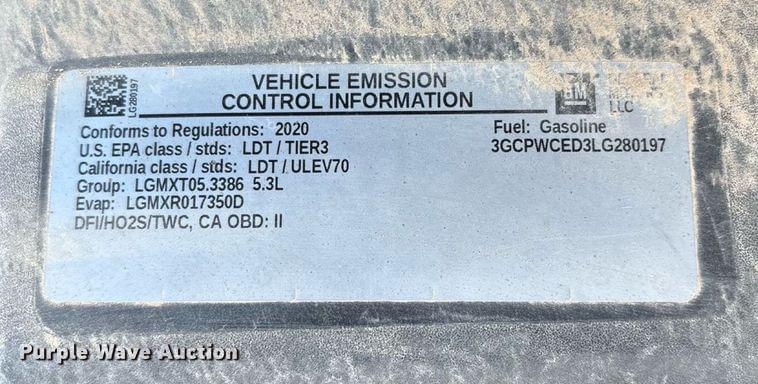 LG280197
VEHICLE EMISSION
CONTROL INFORMATION
GM
LLC
Conforms to Regulations: 2020
Fuel: Gasoline
U.S. EPA class / stds: LDT / TIER3
3GCPWCED3LG280197
California class / stds: LDT / ULEV70
Group: LGMXT05.3386 5.3L
Evap: LGMXR017350D
DFI/HO2S/TWC, CA OBD: II
Purple Wave Auction